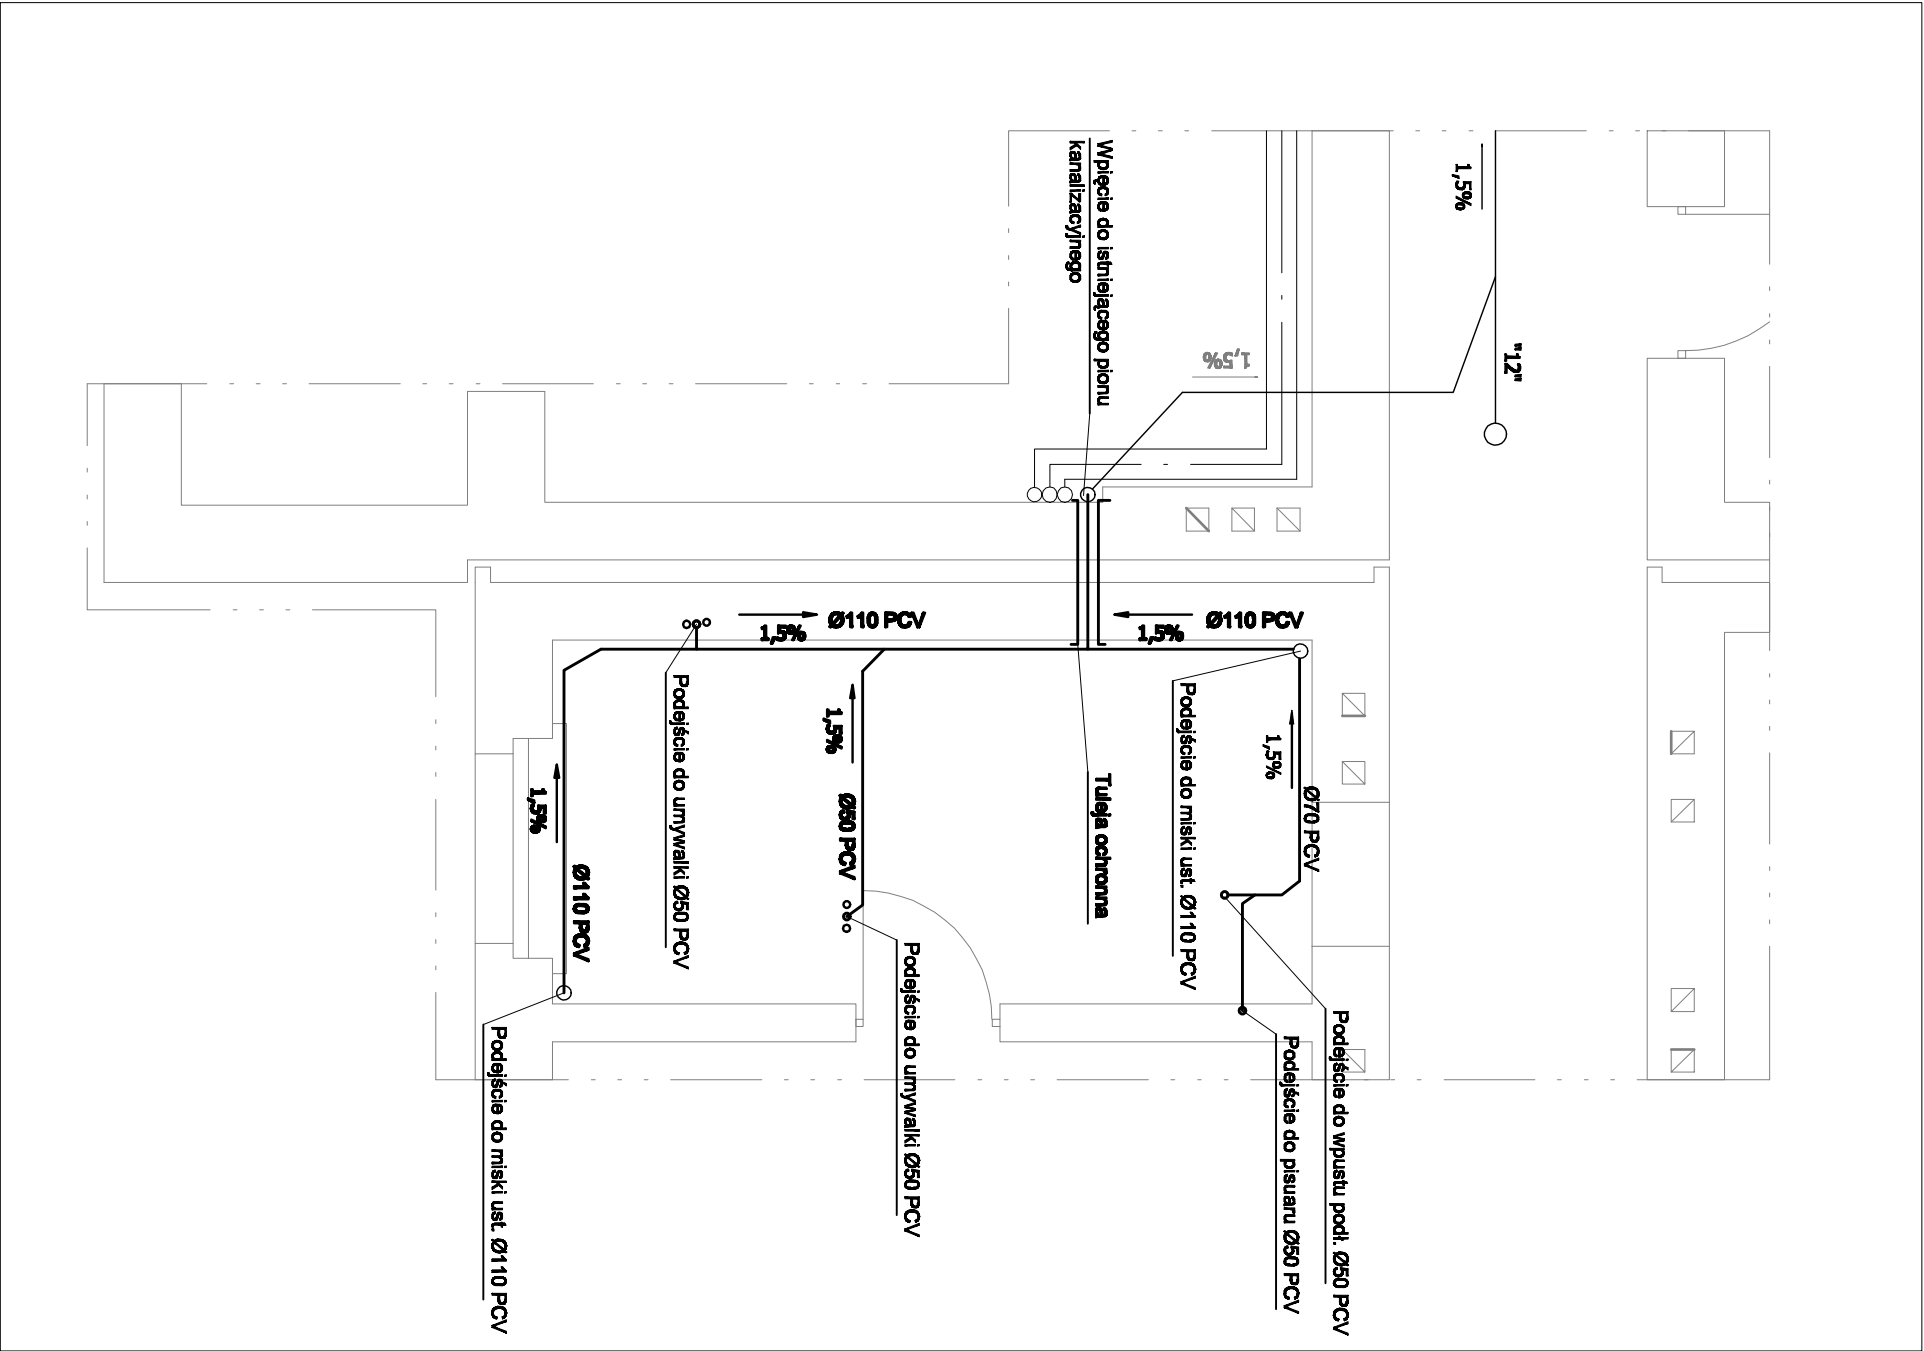 1,5%
"12"
Wpięcie do istniejącego pionu
kanalizacyjnego
1,5%
Ø110 PCV
1,5%
Ø110 PCV
1,5%
Podejście do umywalki Ø50 PCV
1,5%
Ø50 PCV
Tuleja ochronna
Podejście do miski ust. Ø110 PCV
1,5%
Ø70 PCV
1,5%
Ø110 PCV
Podejście do miski ust. Ø110 PCV
Podejście do umywalki Ø50 PCV
Podejście do pisuaru Ø50 PCV
Podejście do wpustu podł. Ø50 PCV